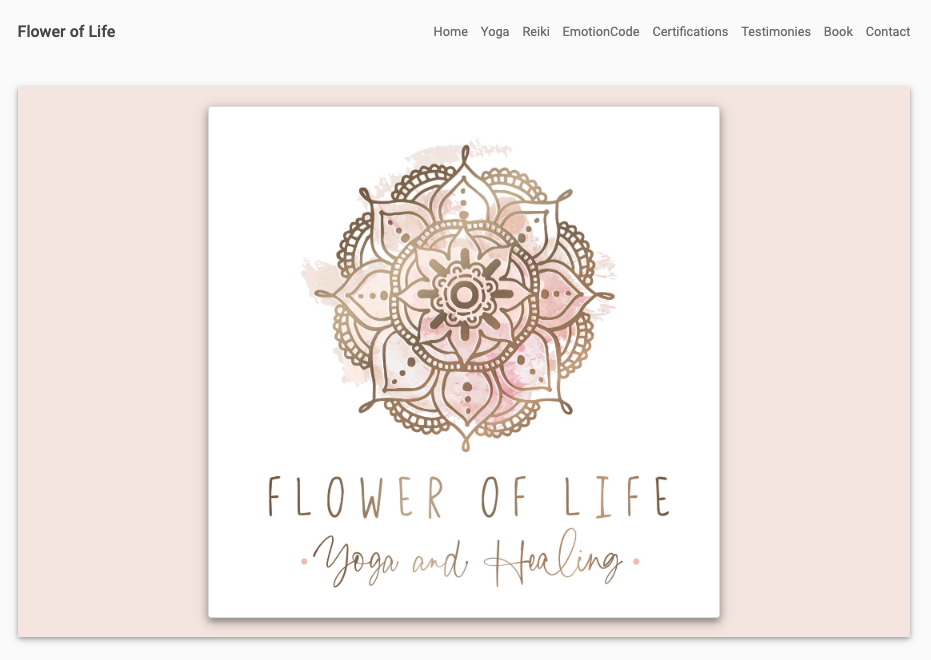 Flower of Life
Home Yoga Reiki EmotionCode Certifications Testimonies Book Contact
FLOWER OF LIFE
Yoga and Healing